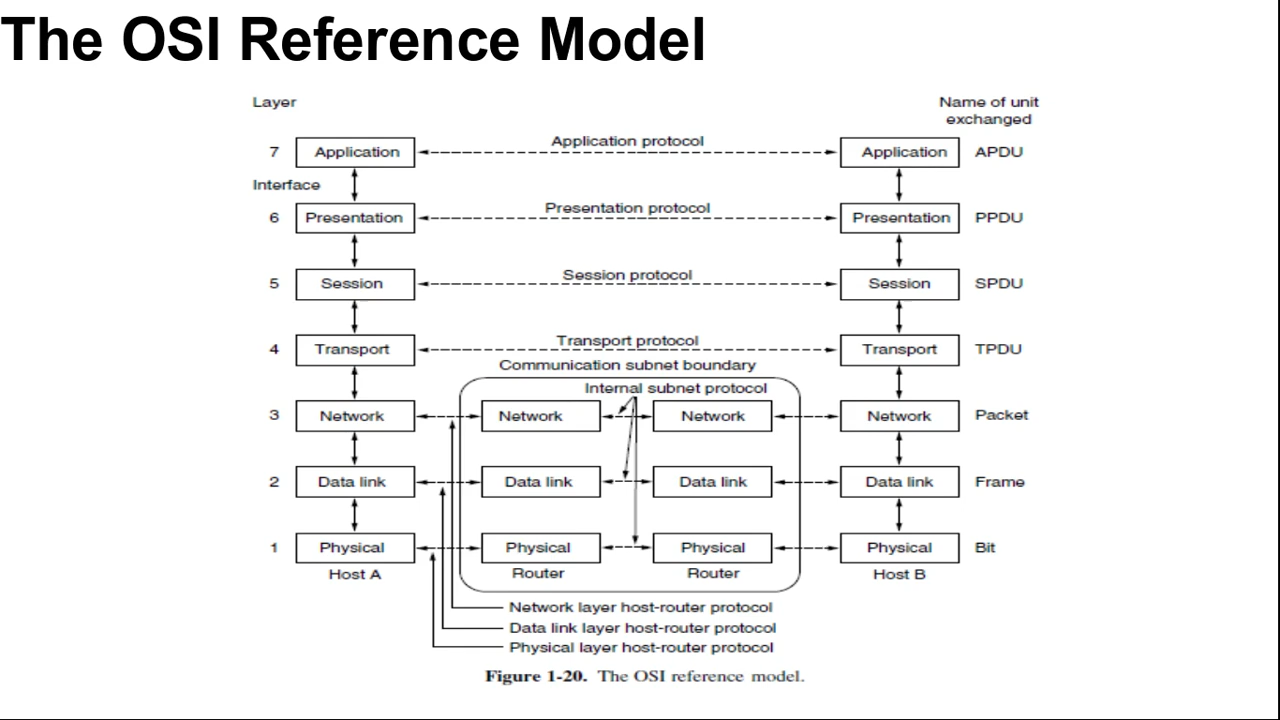 The OSI Reference Model
Layer
Name of unit
exchanged
7 Application Application protocol Application APDU
Interface
6 Presentation Presentation protocol Presentation PPDU
5 Session Session protocol Session SPDU
4 Transport Transport protocol Transport TPDU
Communication subnet boundary
Internal subnet protocol
3 Network Network Network Network Packet
2 Data link Data link Data link Data link Frame
1 Physical Physical Physical Physical Bit
Host A Router Router Host B
Network layer host-router protocol
Data link layer host-router protocol
Physical layer host-router protocol
Figure 1-20. The OSI reference model.